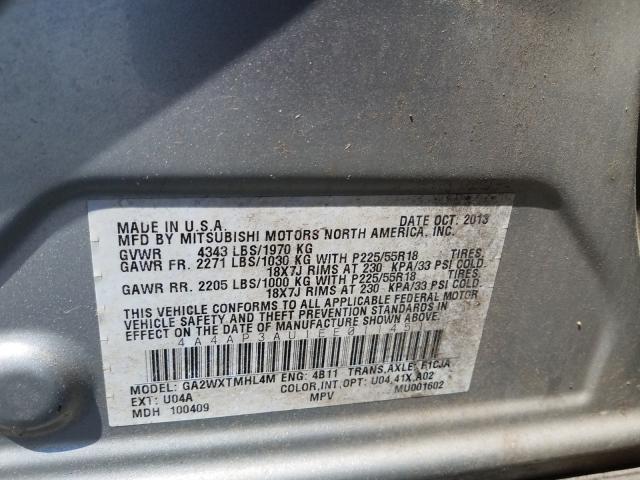 MADE IN U.S.A. DATE OCT. 2013
MFD BY MITSUBISHI MOTORS NORTH AMERICA, INC.
GVWR 4343 LBS/1970 KG
GAWR FR. 2271 LBS/1030 KG WITH P225/55R18 TIRES,
18X7J RIMS AT 230 KPA/33 PSI COLD.
GAWR RR. 2205 LBS/1000 KG WITH P225/55R18 TIRES,
18X7J RIMS AT 230 KPA/33 PSI COLD.
THIS VEHICLE CONFORMS TO ALL APPLICABLE FEDERAL MOTOR
VEHICLE SAFETY AND THEFT PREVENTION STANDARDS IN
EFFECT ON THE DATE OF MANUFACTURE SHOWN ABOVE.
MODEL: GA2WXTMHL4M ENG: 4B11 TRANS,AXLE F1CJA
EXT: U04A COLOR,INT,OPT: U04,41X,A02
MDH 100409 MPV MU001602